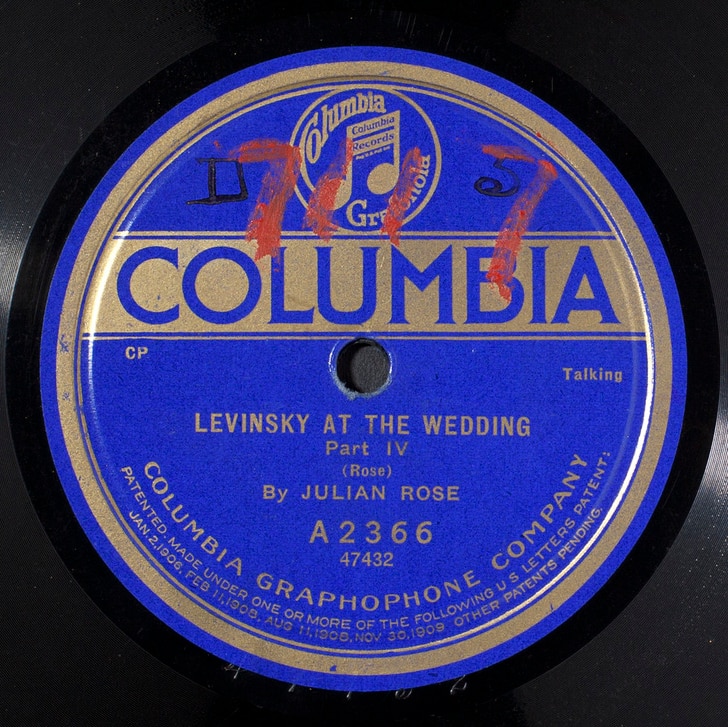 Columbia
Columbia
Records
Grafonola
II 7117 5
COLUMBIA
CP
Talking
LEVINSKY AT THE WEDDING
Part IV
(Rose)
By JULIAN ROSE
A2366
47432
COLUMBIA GRAPHOPHONE COMPANY
PATENTED, MADE UNDER ONE OR MORE OF THE FOLLOWING U S LETTERS PATENT:
JAN 2, 1906, FEB 11, 1908, AUG 11, 1908, NOV 30, 1909 OTHER PATENTS PENDING.